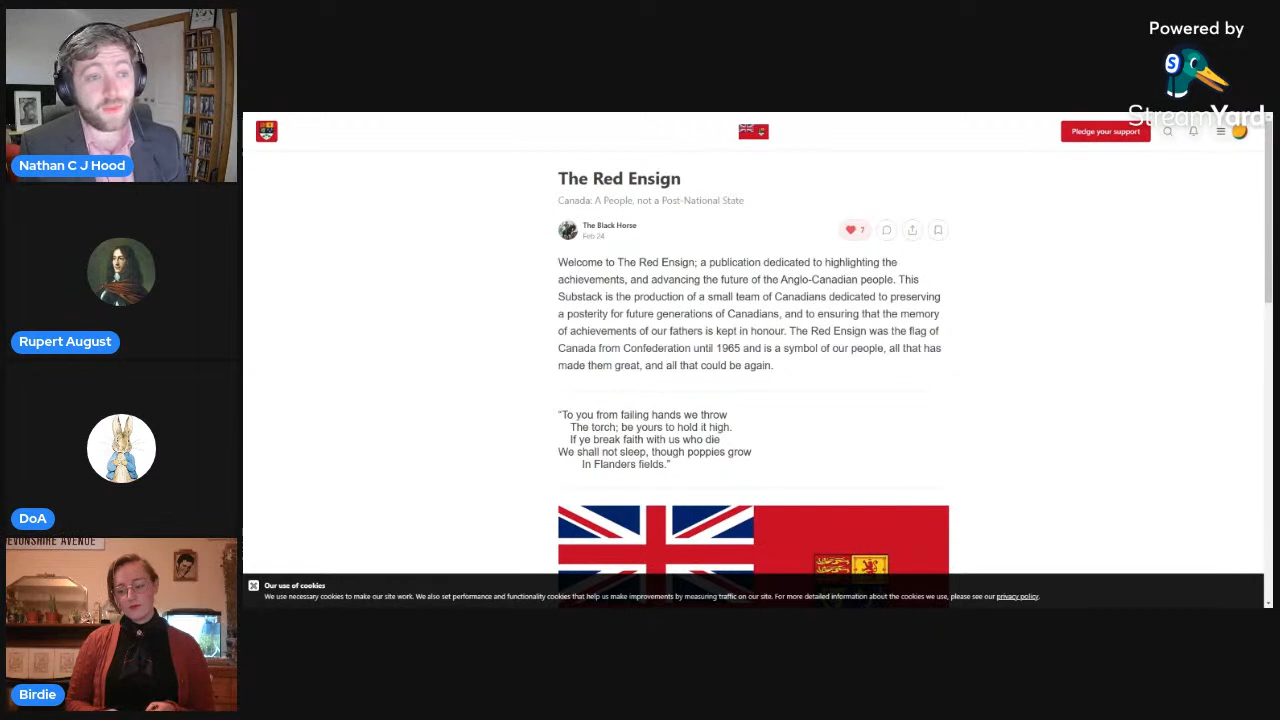 Powered by
StreamYard
Nathan C J Hood
Rupert August
DoA
EVONSHIRE AVENUE
Birdie
Pledge your support
The Red Ensign
Canada: A People, not a Post-National State
The Black Horse
Feb 24
7
Welcome to The Red Ensign; a publication dedicated to highlighting the
achievements, and advancing the future of the Anglo-Canadian people. This
Substack is the production of a small team of Canadians dedicated to preserving
a posterity for future generations of Canadians, and to ensuring that the memory
of achievements of our fathers is kept in honour. The Red Ensign was the flag of
Canada from Confederation until 1965 and is a symbol of our people, all that has
made them great, and all that could be again.
“To you from failing hands we throw
The torch; be yours to hold it high.
If ye break faith with us who die
We shall not sleep, though poppies grow
In Flanders fields.”
Our use of cookies
We use necessary cookies to make our site work. We also set performance and functionality cookies that help us make improvements by measuring traffic on our site. For more detailed information about the cookies we use, please see our privacy policy.